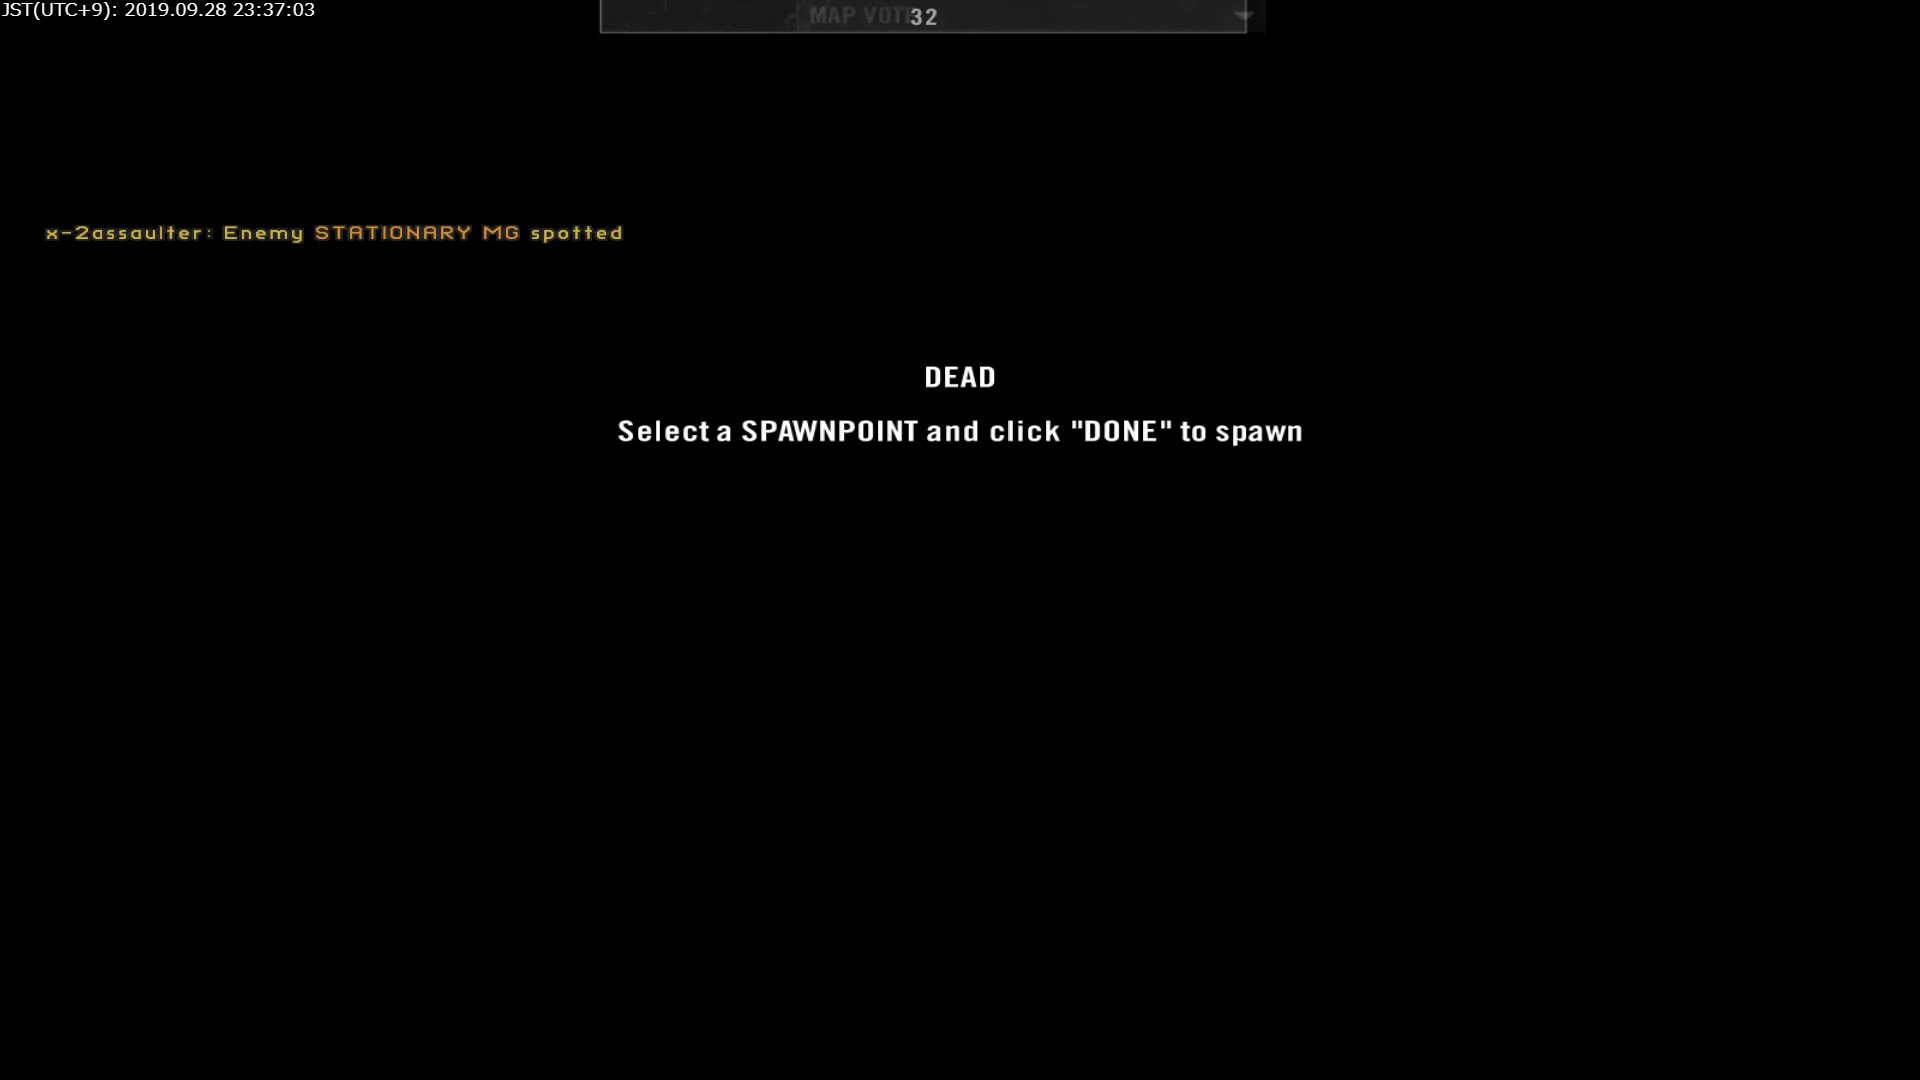 JST(UTC+9): 2019.09.28 23:37:03
MAP VOT
32
x-2assaulter: Enemy STATIONARY MG spotted
DEAD
Select a SPAWNPOINT and click "DONE" to spawn